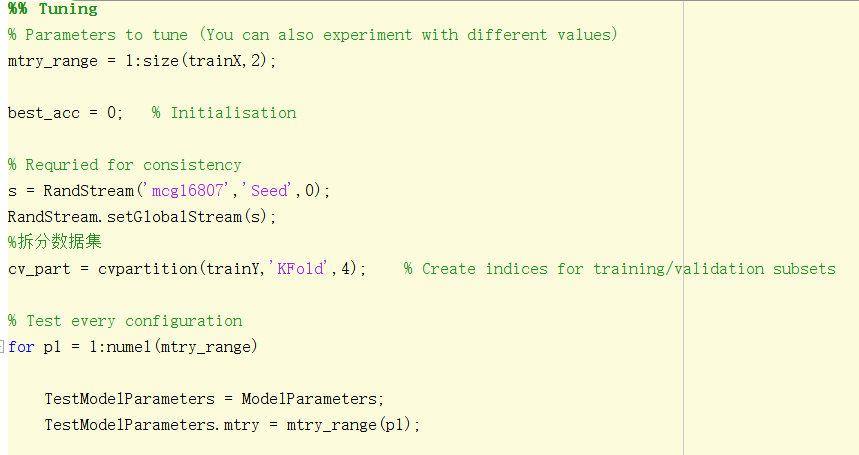 %% Tuning
% Parameters to tune (You can also experiment with different values)
mtry_range = 1:size(trainX,2);
best_acc = 0;   % Initialisation
% Requried for consistency
s = RandStream('mcg16807','Seed',0);
RandStream.setGlobalStream(s);
%拆分数据集
cv_part = cvpartition(trainY,'KFold',4);    % Create indices for training/validation subsets
% Test every configuration
for p1 = 1:numel(mtry_range)
    TestModelParameters = ModelParameters;
    TestModelParameters.mtry = mtry_range(p1);